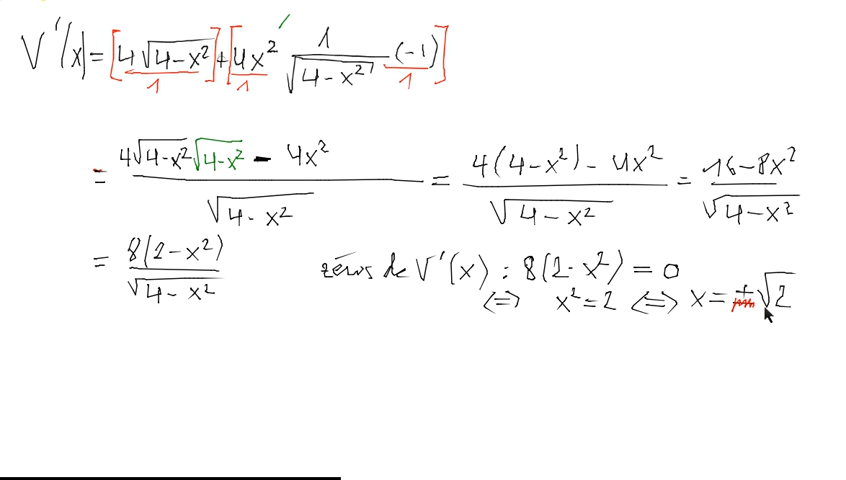 V'(x) = [4√(4-x²)] + [4x² 1/√(4-x²) (-1)]
1 1 1
= (4√(4-x²) √(4-x²) - 4x²)/√(4-x²) = (4(4-x²) - 4x²)/√(4-x²) = (16-8x²)/√(4-x²)
= 8(2-x²)/√(4-x²) zéros de V'(x) : 8(2-x²) = 0
⟺ x² = 2 ⟺ x = ±√2